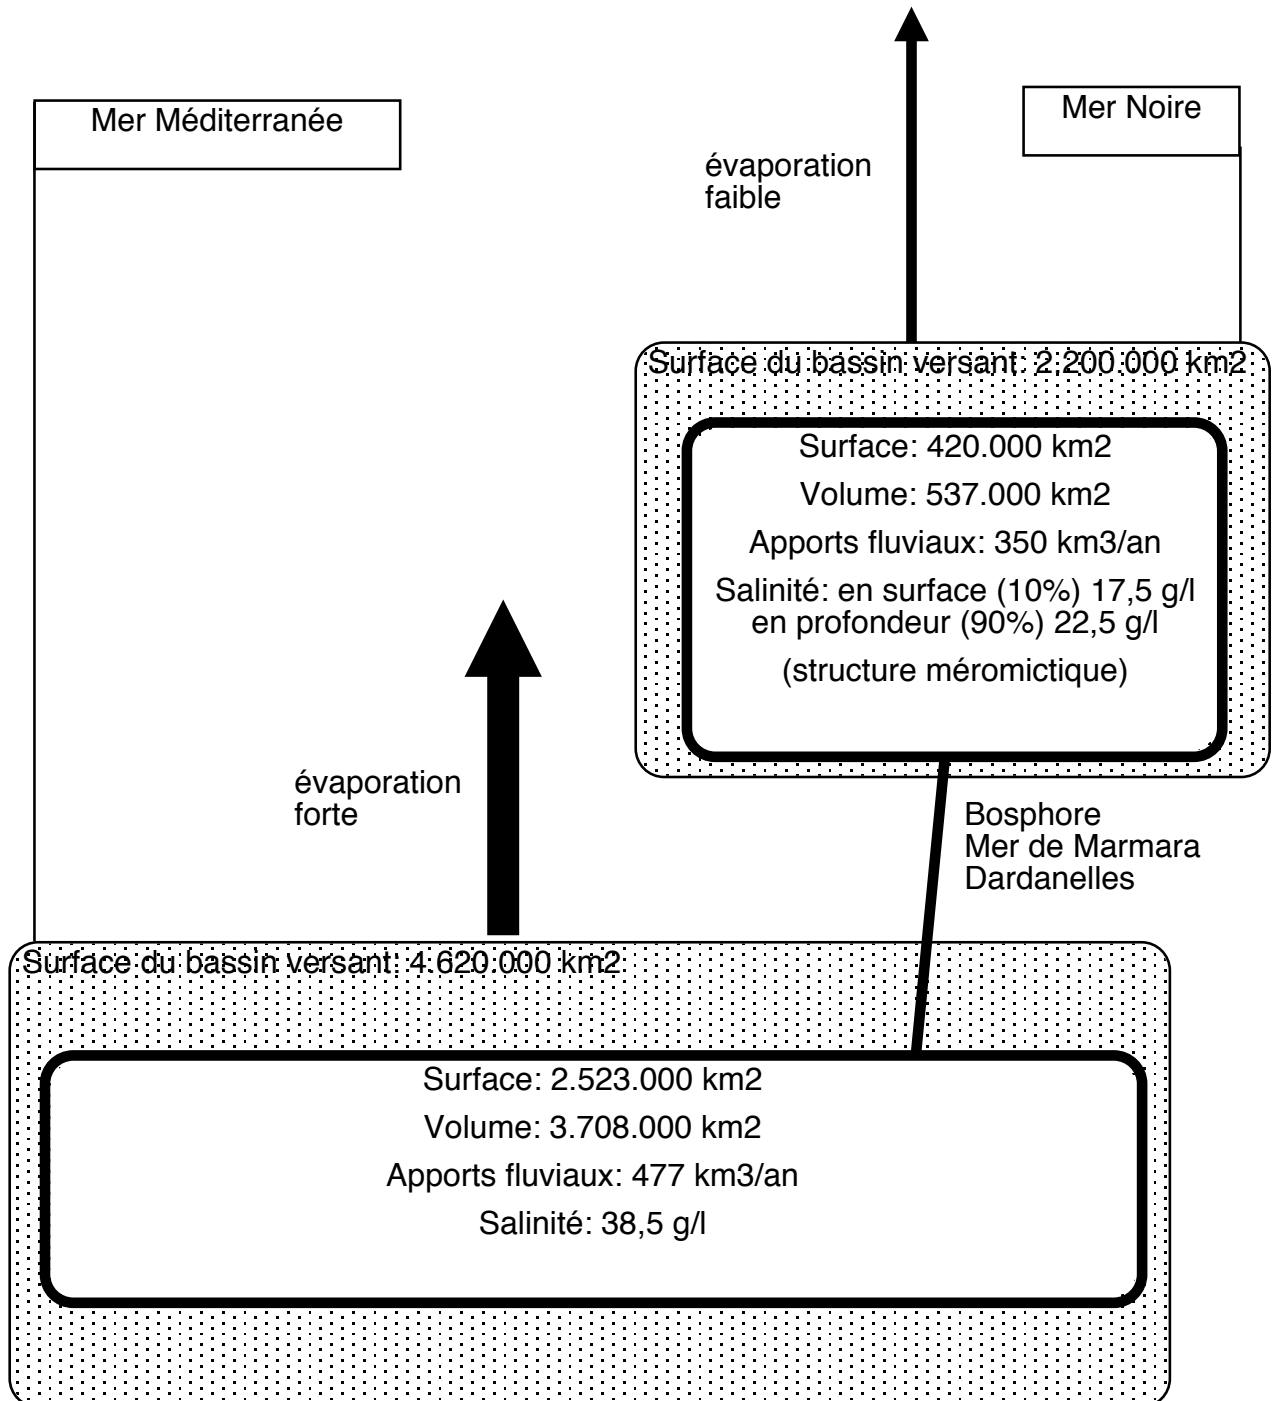 Mer Méditerranée
Mer Noire
évaporation
faible
Surface du bassin versant: 2.200.000 km2
Surface: 420.000 km2
Volume: 537.000 km2
Apports fluviaux: 350 km3/an
Salinité: en surface (10%) 17,5 g/l
en profondeur (90%) 22,5 g/l
(structure méromictique)
évaporation
forte
Bosphore
Mer de Marmara
Dardanelles
Surface du bassin versant: 4.620.000 km2
Surface: 2.523.000 km2
Volume: 3.708.000 km2
Apports fluviaux: 477 km3/an
Salinité: 38,5 g/l